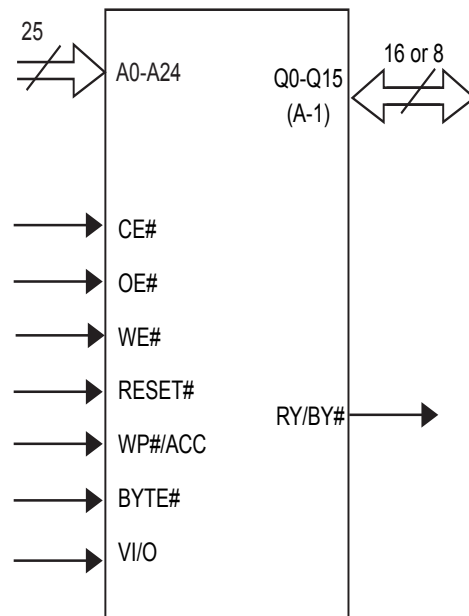 25
A0-A24
16 or 8
Q0-Q15
(A-1)
CE#
OE#
WE#
RESET#
WP#/ACC
BYTE#
VI/O
RY/BY#